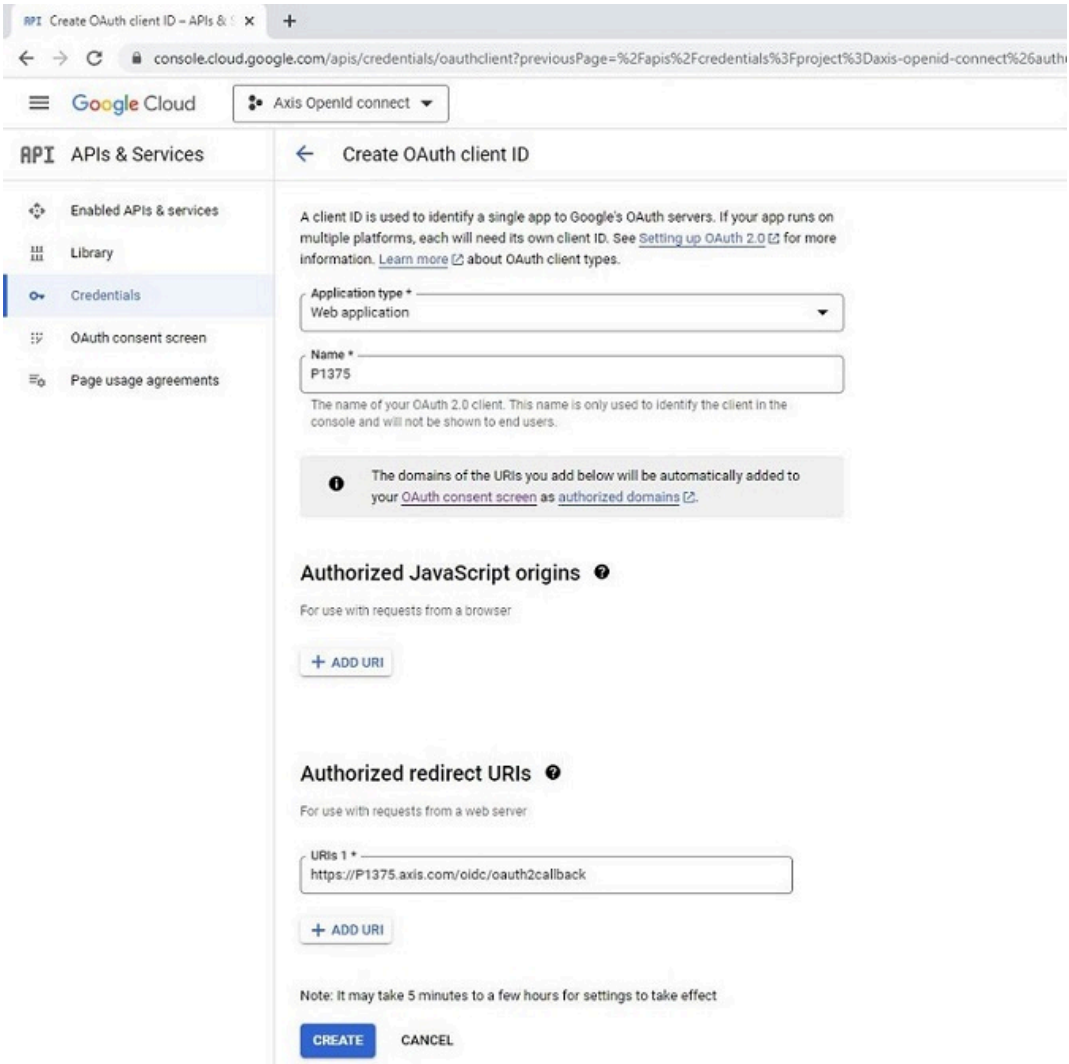 API Create OAuth client ID – APIs & S
console.cloud.google.com/apis/credentials/oauthclient?previousPage=%2Fapis%2Fcredentials%3Fproject%3Daxis-openid-connect%26authu
Google Cloud
Axis OpenId connect
API APIs & Services
Create OAuth client ID
Enabled APIs & services
Library
Credentials
OAuth consent screen
Page usage agreements
A client ID is used to identify a single app to Google's OAuth servers. If your app runs on
multiple platforms, each will need its own client ID. See Setting up OAuth 2.0 for more
information. Learn more about OAuth client types.
Application type *
Web application
Name *
P1375
The name of your OAuth 2.0 client. This name is only used to identify the client in the
console and will not be shown to end users.
The domains of the URIs you add below will be automatically added to
your OAuth consent screen as authorized domains.
Authorized JavaScript origins
For use with requests from a browser
+ ADD URI
Authorized redirect URIs
For use with requests from a web server
URIs 1 *
https://P1375.axis.com/oidc/oauth2callback
+ ADD URI
Note: It may take 5 minutes to a few hours for settings to take effect
CREATE CANCEL